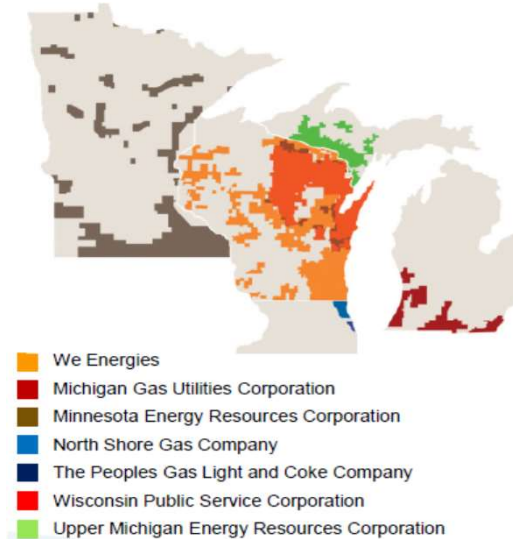 We Energies
Michigan Gas Utilities Corporation
Minnesota Energy Resources Corporation
North Shore Gas Company
The Peoples Gas Light and Coke Company
Wisconsin Public Service Corporation
Upper Michigan Energy Resources Corporation